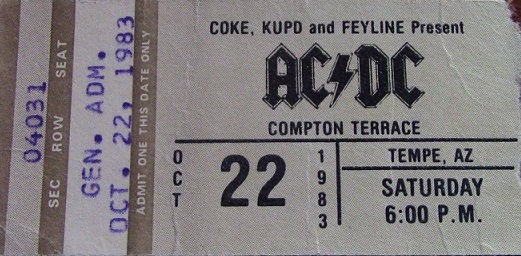 04031
SEC ROW SEAT
GEN. ADM.
OCT. 22, 1983
ADMIT ONE THIS DATE ONLY
COKE, KUPD and FEYLINE Present
AC⚡DC
COMPTON TERRACE
OCT
22
1983
TEMPE, AZ
SATURDAY
6:00 P.M.